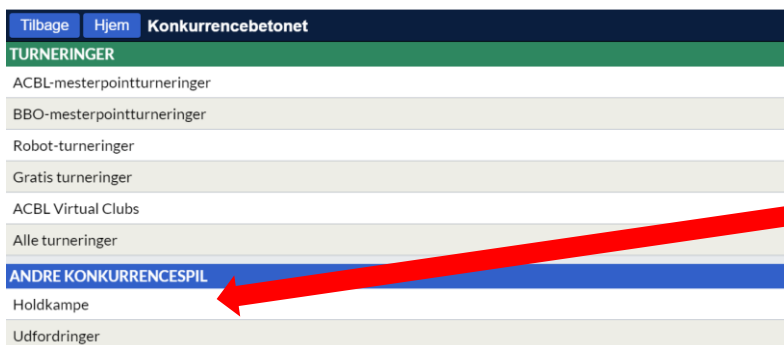 Tilbage Hjem Konkurrencebetonet
TURNERINGER
ACBL-mesterpointturneringer
BBO-mesterpointturneringer
Robot-turneringer
Gratis turneringer
ACBL Virtual Clubs
Alle turneringer
ANDRE KONKURRENCESPIL
Holdkampe
Udfordringer